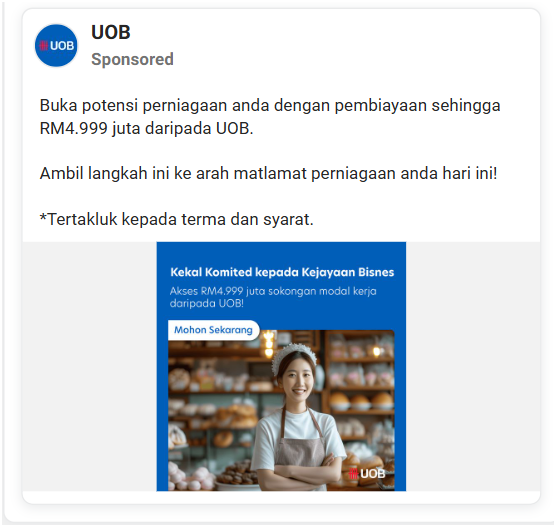 UOB
UOB
Sponsored
Buka potensi perniagaan anda dengan pembiayaan sehingga
RM4.999 juta daripada UOB.
Ambil langkah ini ke arah matlamat perniagaan anda hari ini!
*Tertakluk kepada terma dan syarat.
Kekal Komited kepada Kejayaan Bisnes
Akses RM4.999 juta sokongan modal kerja
daripada UOB!
Mohon Sekarang
UOB